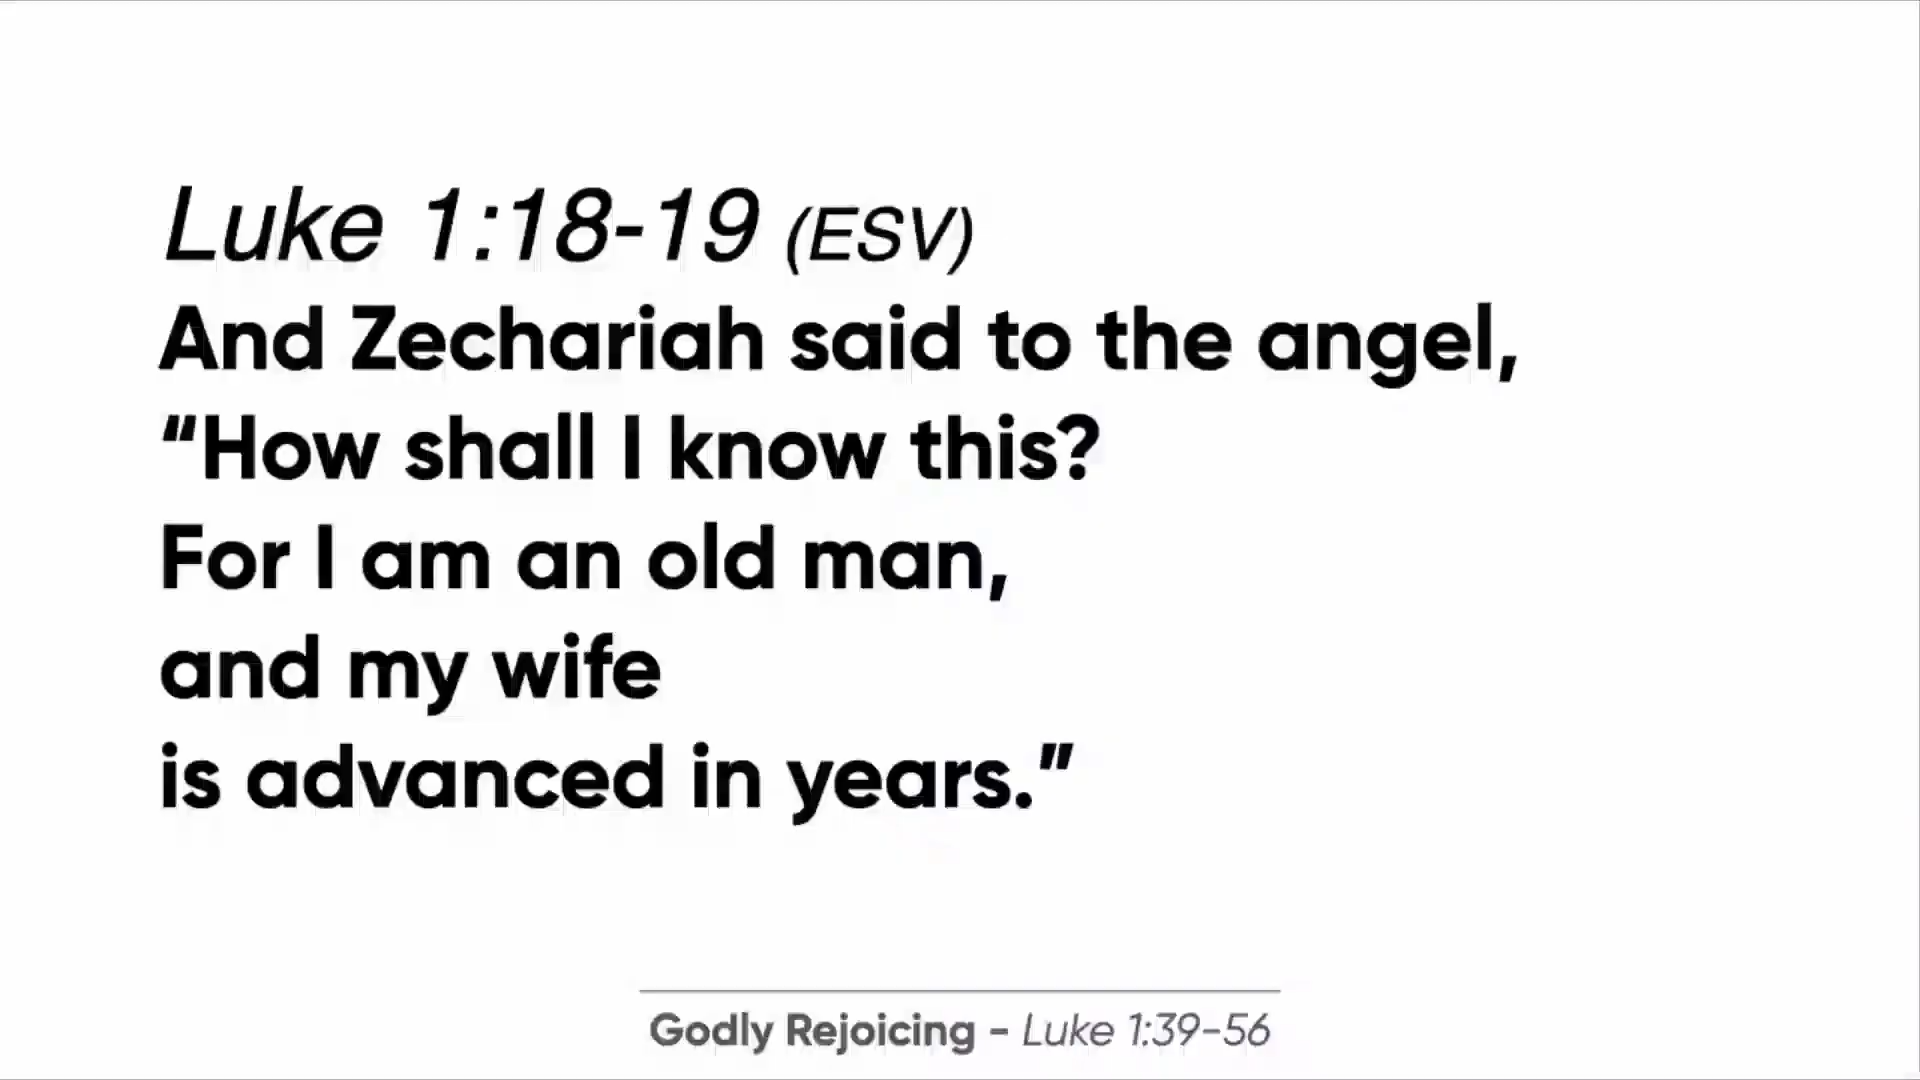 Luke 1:18-19 (ESV)
And Zechariah said to the angel,
“How shall I know this?
For I am an old man,
and my wife
is advanced in years.”
Godly Rejoicing - Luke 1:39-56